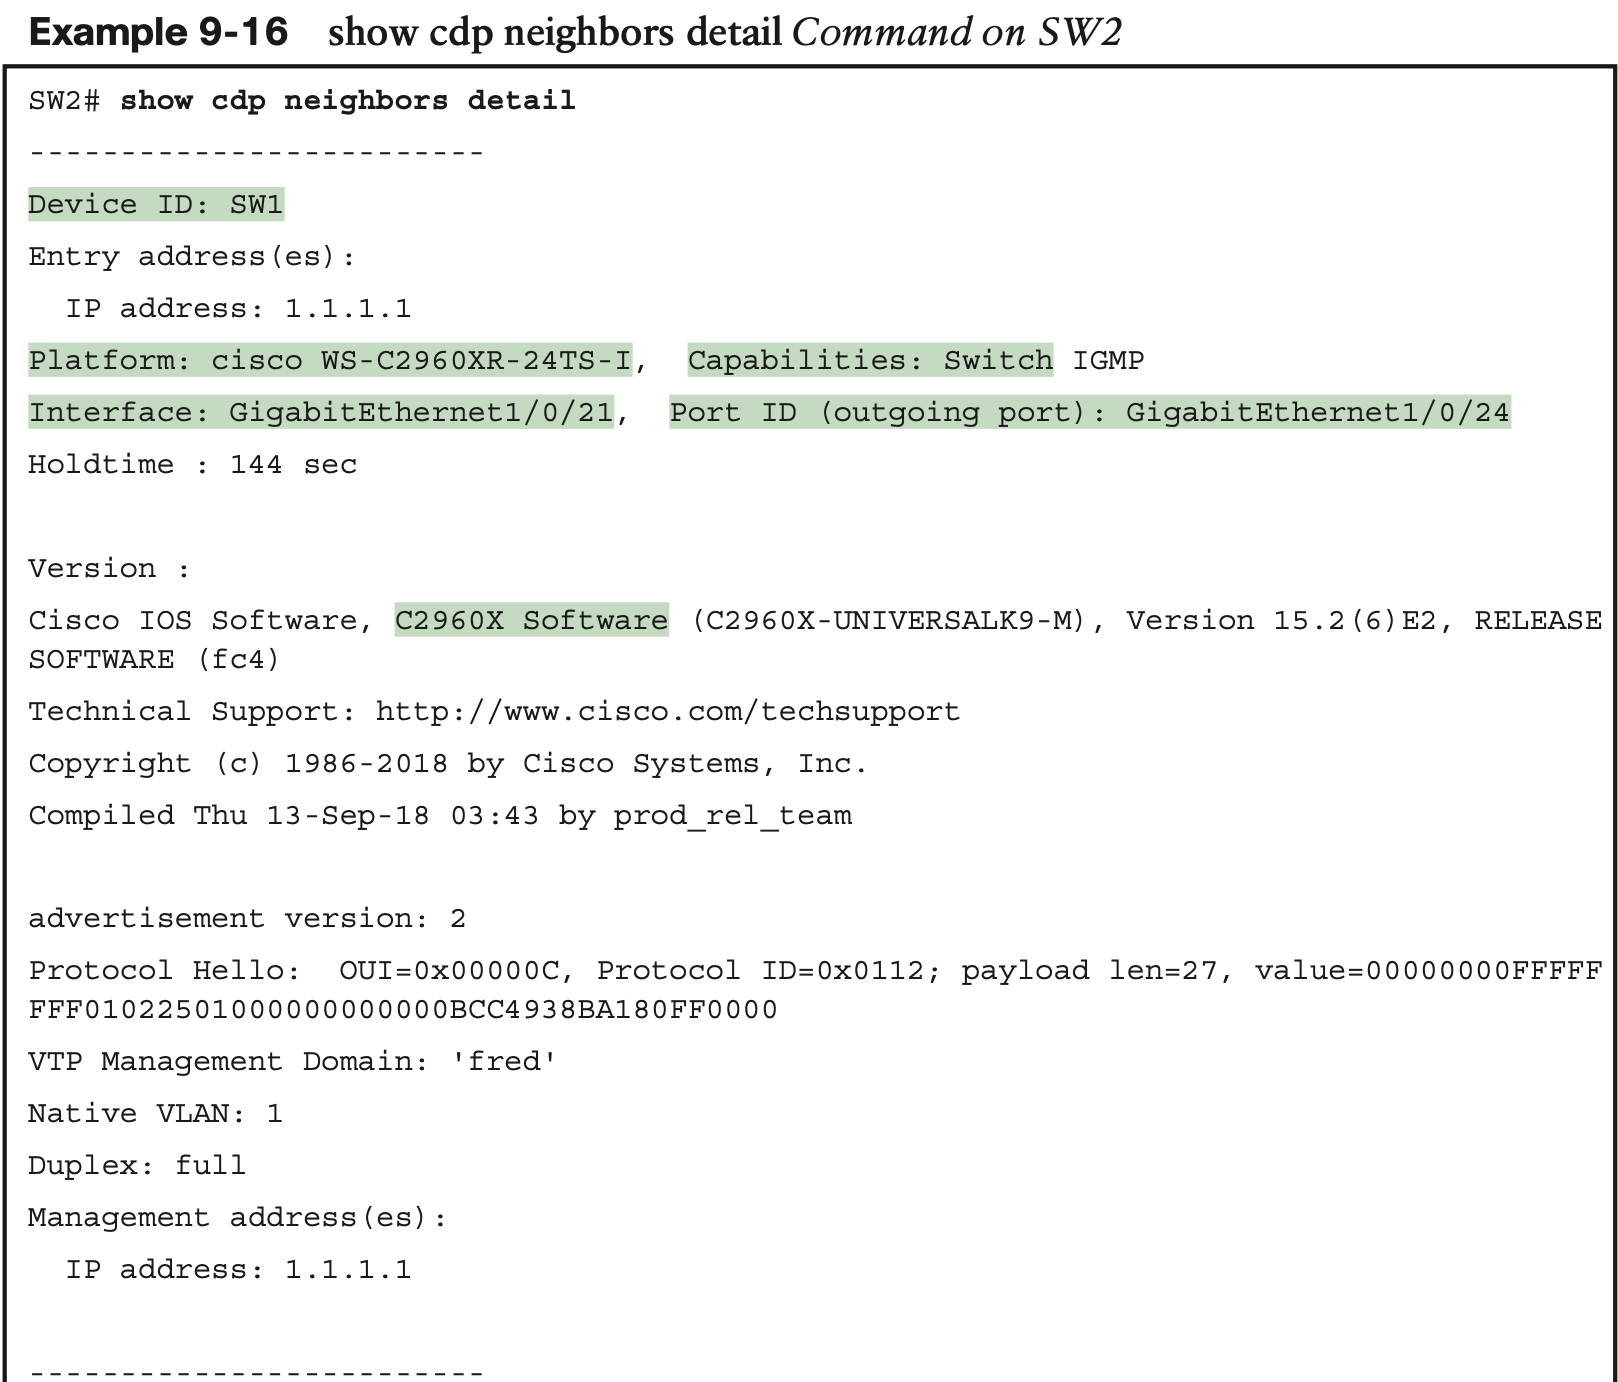 Example 9-16 show cdp neighbors detail Command on SW2
SW2# show cdp neighbors detail
-------------------------
Device ID: SW1
Entry address(es):
  IP address: 1.1.1.1
Platform: cisco WS-C2960XR-24TS-I,  Capabilities: Switch IGMP
Interface: GigabitEthernet1/0/21,  Port ID (outgoing port): GigabitEthernet1/0/24
Holdtime : 144 sec
Version :
Cisco IOS Software, C2960X Software (C2960X-UNIVERSALK9-M), Version 15.2(6)E2, RELEASE
SOFTWARE (fc4)
Technical Support: http://www.cisco.com/techsupport
Copyright (c) 1986-2018 by Cisco Systems, Inc.
Compiled Thu 13-Sep-18 03:43 by prod_rel_team
advertisement version: 2
Protocol Hello:  OUI=0x00000C, Protocol ID=0x0112; payload len=27, value=00000000FFFFF
FFF01022501000000000000BCC4938BA180FF0000
VTP Management Domain: 'fred'
Native VLAN: 1
Duplex: full
Management address(es):
  IP address: 1.1.1.1
-------------------------